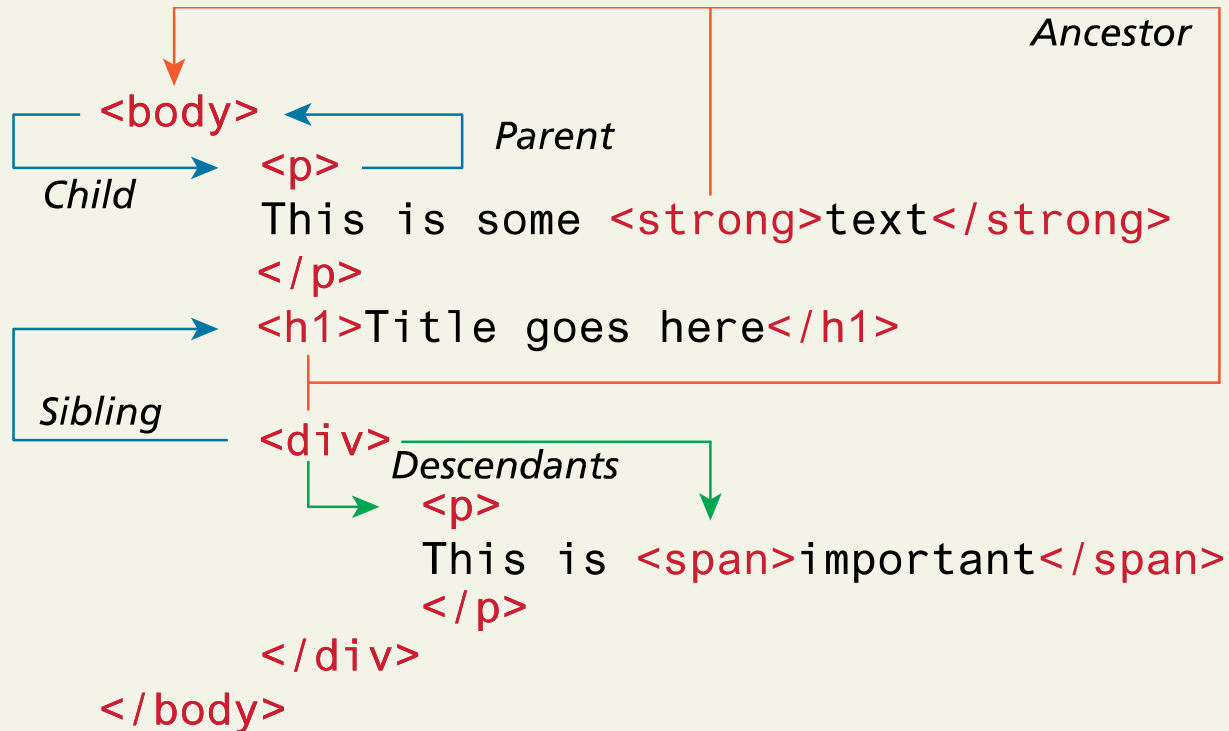 Ancestor
<body>
Parent
<p>
Child
This is some <strong>text</strong>
</p>
<h1>Title goes here</h1>
Sibling
<div>
Descendants
<p>
This is <span>important</span>
</p>
</div>
</body>